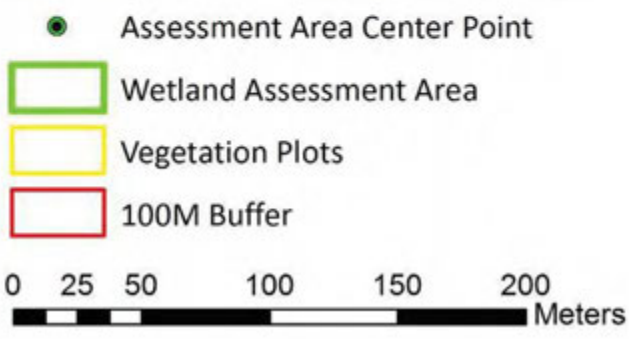 Assessment Area Center Point
Wetland Assessment Area
Vegetation Plots
100M Buffer
0 25 50 100 150 200
Meters